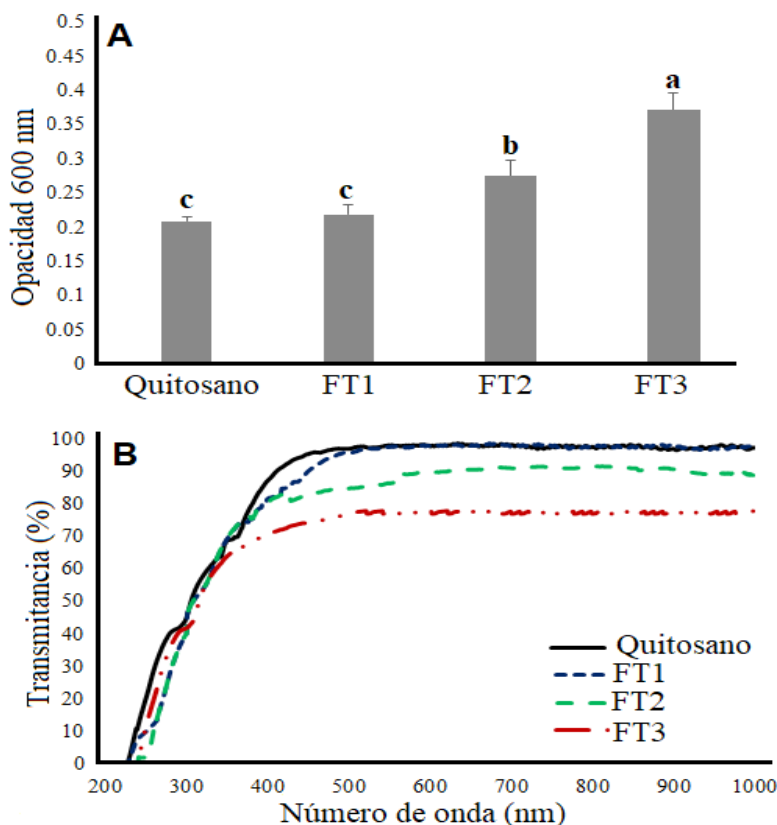 A
Opacidad 600 nm
0.5
0.45
0.4
0.35
0.3
0.25
0.2
0.15
0.1
0.05
0
c
c
b
a
Quitosano FT1 FT2 FT3
B
Transmitancia (%)
100
90
80
70
60
50
40
30
20
10
0
Quitosano
FT1
FT2
FT3
200 300 400 500 600 700 800 900 1000
Número de onda (nm)